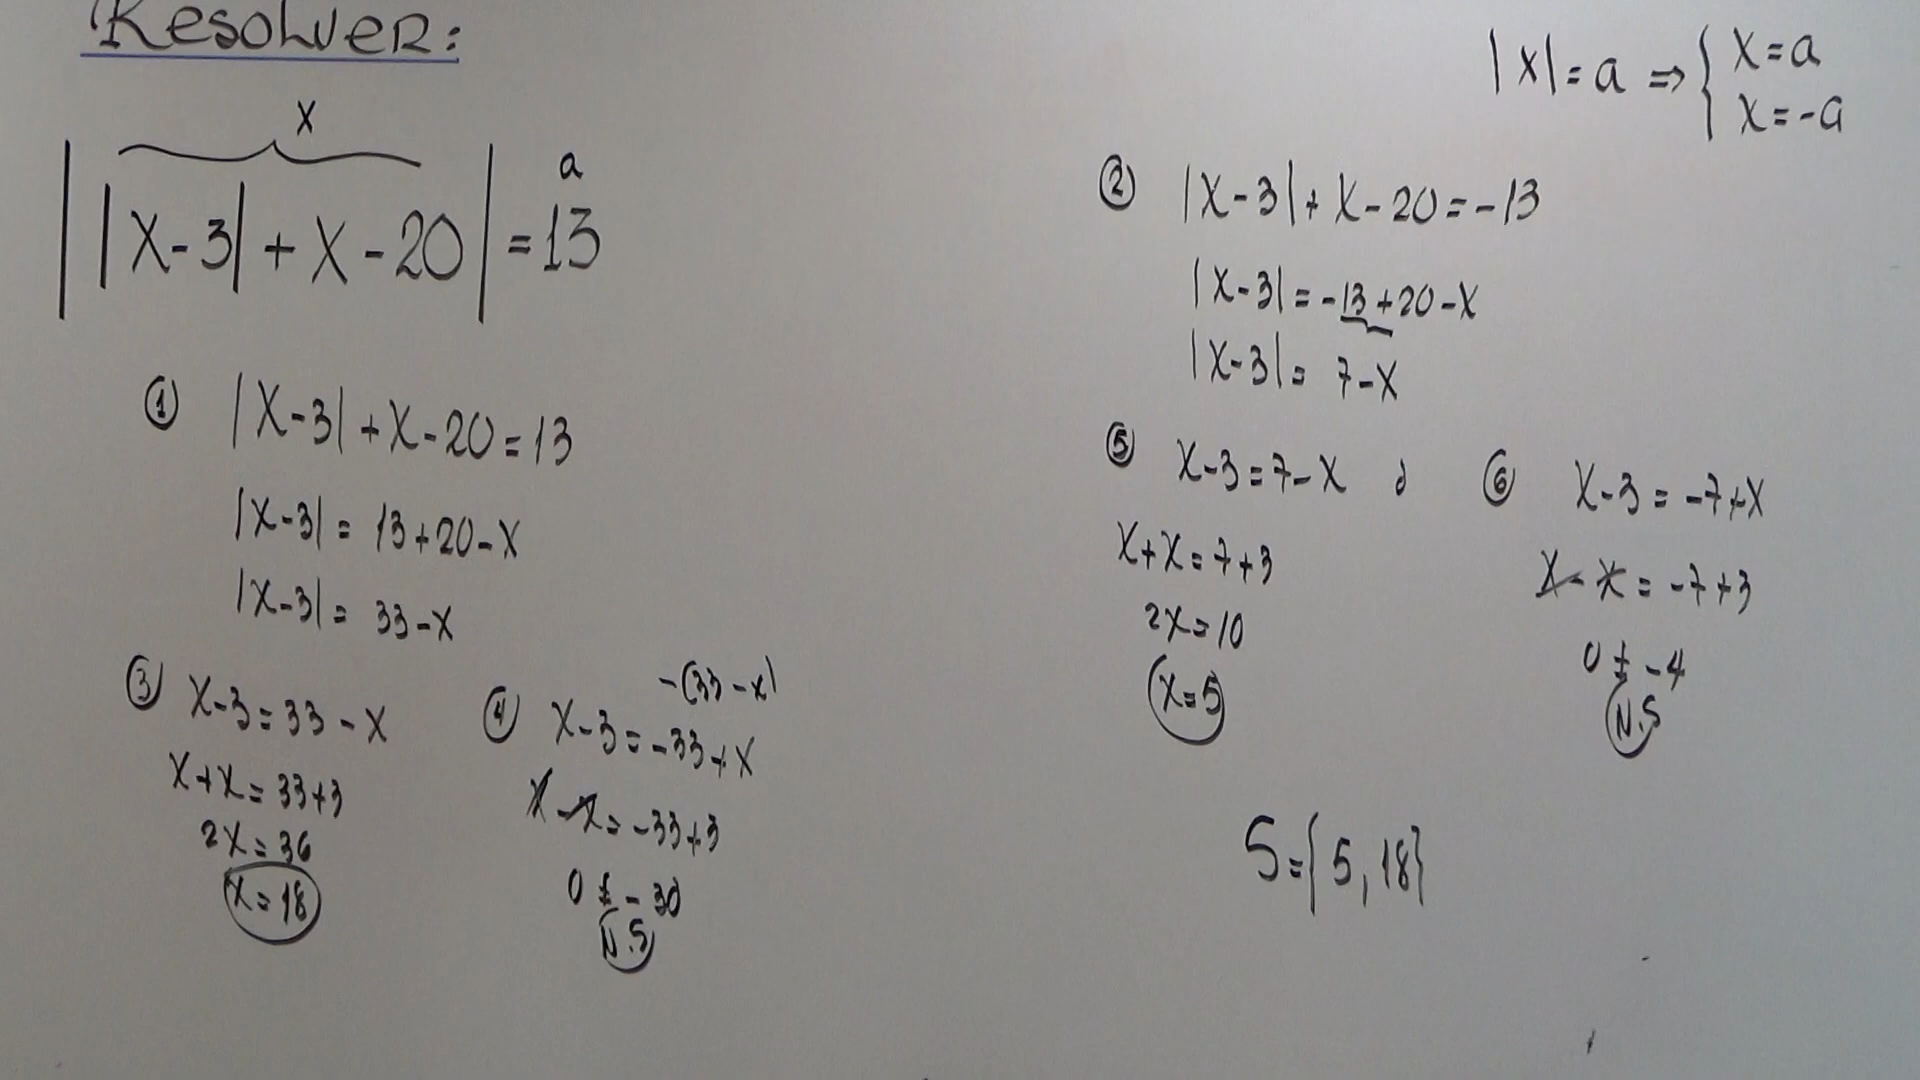 Resolver:
x
a
||x-3|+x-20|=13
① |x-3|+x-20=13
|x-3|= 13+20-x
|x-3|= 33-x
③ x-3=33-x
x+x=33+3
2x=36
x=18
④ -(33-x)
x-3=-33+x
x-x=-33+3
0≠-30
N.S
|x|=a ⇒ { x=a
x=-a
② |x-3|+x-20=-13
|x-3|=-13+20-x
|x-3|= 7-x
⑤ x-3=7-x ó
x+x=7+3
2x=10
x=5
⑥ x-3=-7+x
x-x=-7+3
0≠-4
N.S
S={5,18}